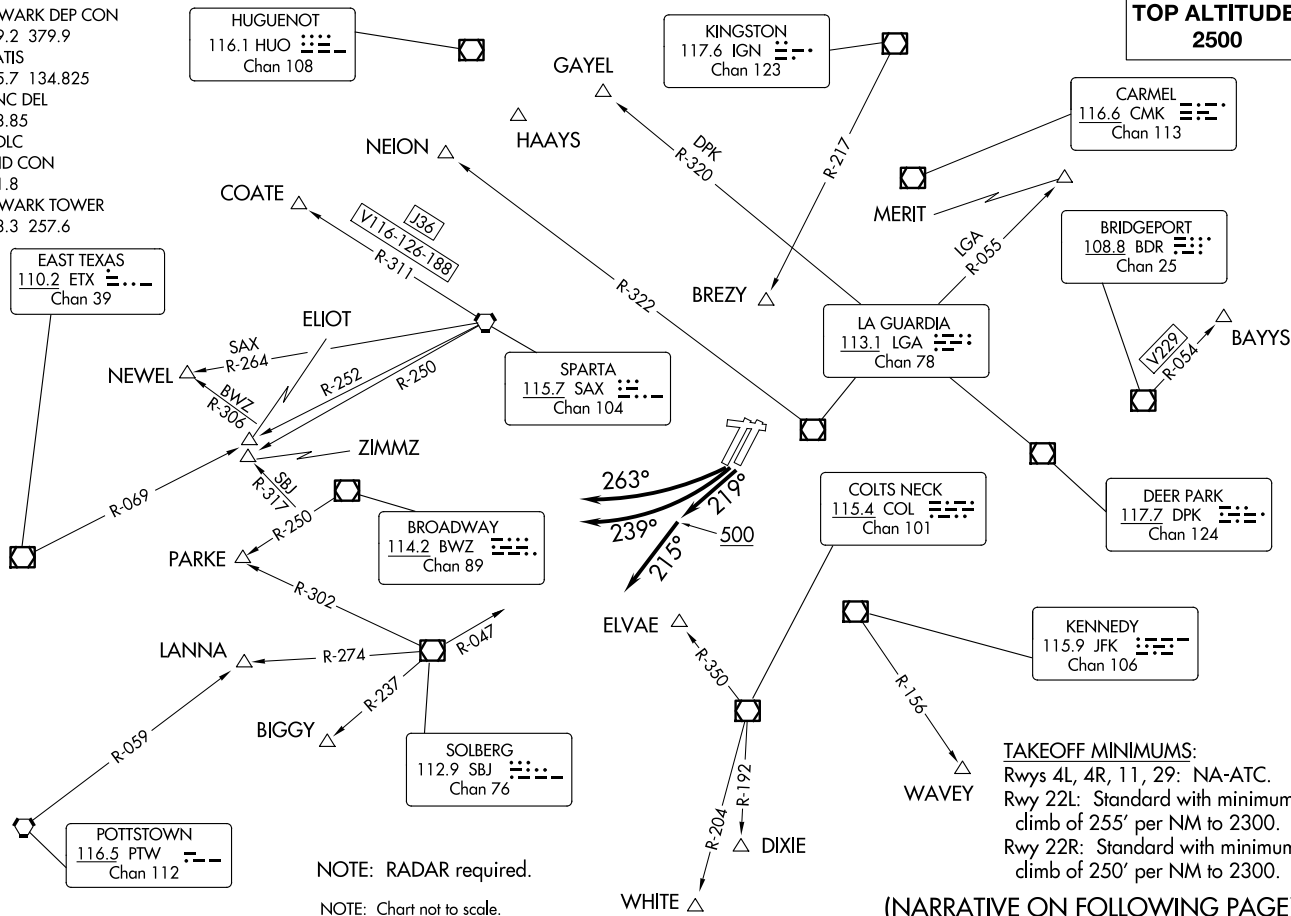 WARK DEP CON
9.2 379.9
ATIS
5.7 134.825
NC DEL
3.85
DLC
ID CON
1.8
WARK TOWER
3.3 257.6
HUGUENOT
116.1 HUO
Chan 108
KINGSTON
117.6 IGN
Chan 123
TOP ALTITUDE
2500
CARMEL
116.6 CMK
Chan 113
GAYEL
HAAYS
NEION
COATE
DPK
R-320
R-217
MERIT
LGA
R-055
BRIDGEPORT
108.8 BDR
Chan 25
J36
V116-126-188
R-311
R-322
BREZY
EAST TEXAS
110.2 ETX
Chan 39
ELIOT
LA GUARDIA
113.1 LGA
Chan 78
V229
R-054
BAYYS
SAX
R-264
NEWEL
R-252
R-250
BWZ
R-306
SPARTA
115.7 SAX
Chan 104
ZIMMZ
SBJ
R-317
R-069
263°
239°
219°
215°
500
R-250
BROADWAY
114.2 BWZ
Chan 89
COLTS NECK
115.4 COL
Chan 101
DEER PARK
117.7 DPK
Chan 124
PARKE
R-302
R-047
LANNA
R-274
R-237
BIGGY
R-059
ELVAE
R-350
KENNEDY
115.9 JFK
Chan 106
R-156
WAVEY
SOLBERG
112.9 SBJ
Chan 76
R-192
R-204
DIXIE
WHITE
POTTSTOWN
116.5 PTW
Chan 112
NOTE: RADAR required.
NOTE: Chart not to scale.
TAKEOFF MINIMUMS:
Rwys 4L, 4R, 11, 29: NA-ATC.
Rwy 22L: Standard with minimum
climb of 255' per NM to 2300.
Rwy 22R: Standard with minimum
climb of 250' per NM to 2300.
(NARRATIVE ON FOLLOWING PAGE)